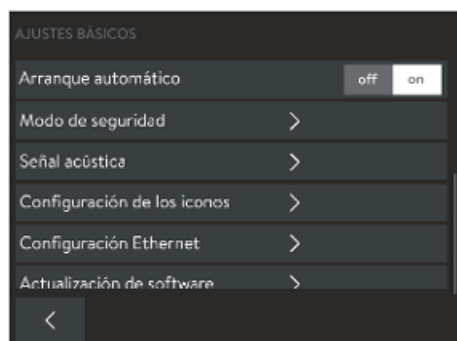 AJUSTES BÁSICOS
Arranque automático off on
Modo de seguridad
Señal acústica
Configuración de los iconos
Configuración Ethernet
Actualización de software